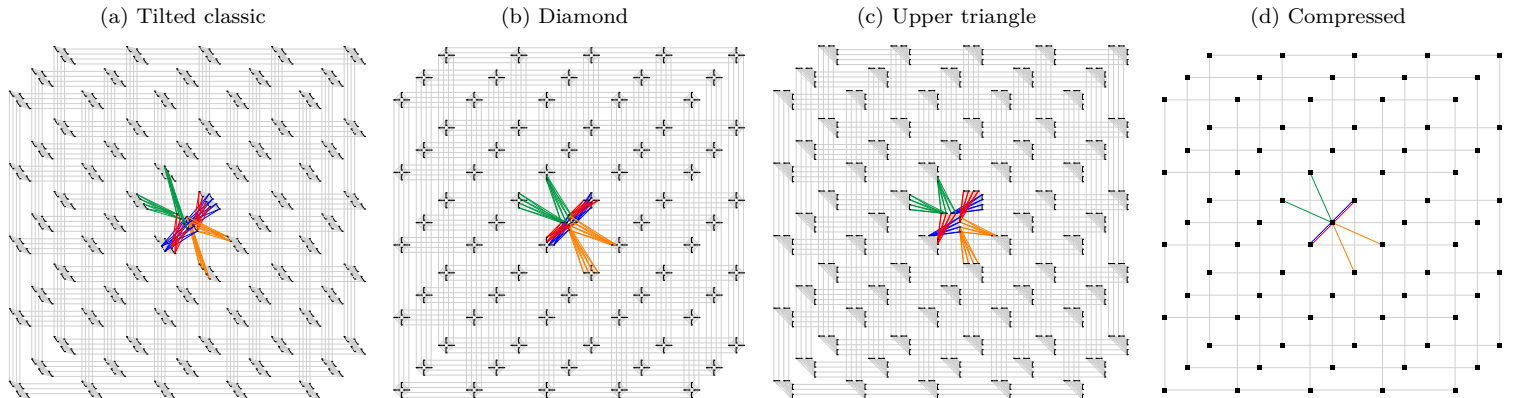 (a) Tilted classic
(b) Diamond
(c) Upper triangle
(d) Compressed